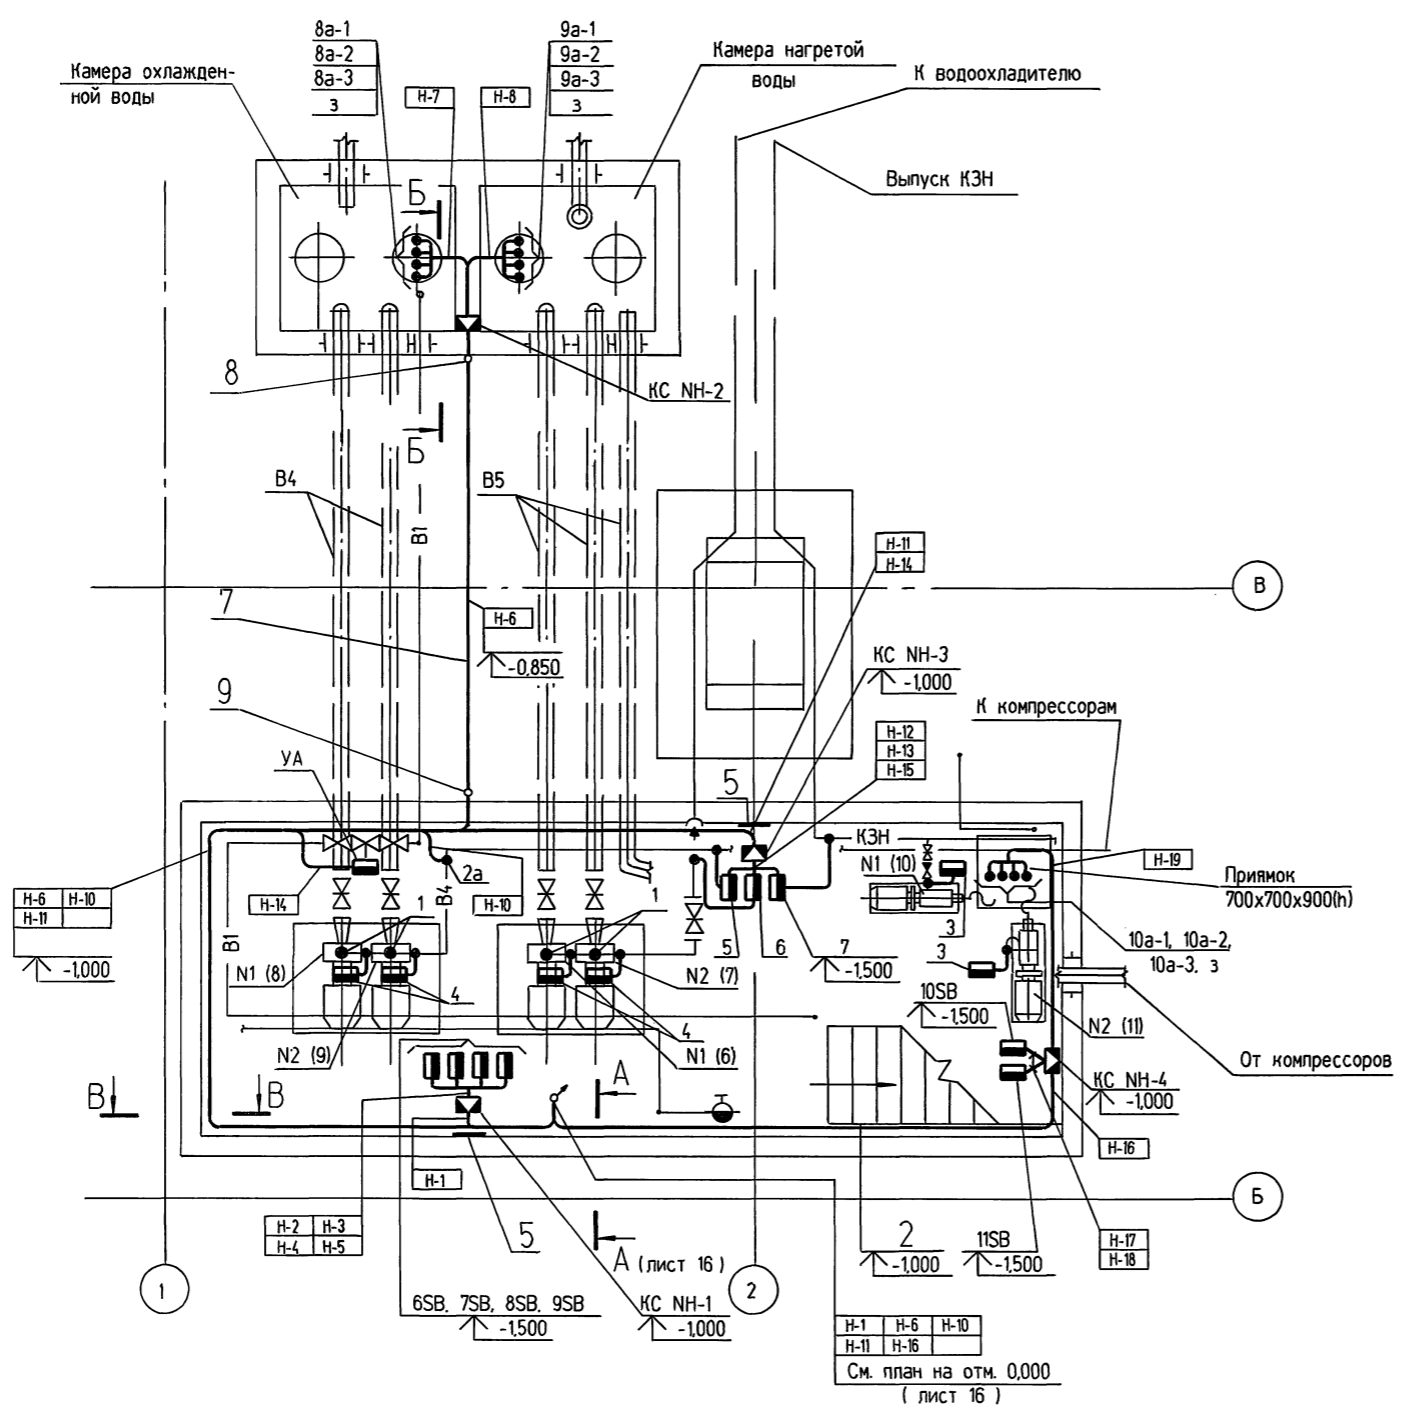 8а-1
8а-2
8а-3
з
9а-1
9а-2
9а-3
з
Камера охлажден-
ной воды
Н-7
Н-8
Камера нагретой
воды
К водоохладителю
Выпуск КЗН
Б
8
КС NН-2
Б
В4
В5
В1
Н-11
Н-14
В
7
Н-6
-0,850
КС NН-3
-1,000
9
К компрессорам
Н-12
Н-13
Н-15
УА
5
КЗН
Н-19
N1 (10)
Приямок
700х700х900(h)
2а
Н-14
Н-10
В4
1
1
Н-6 Н-10
Н-11
-1,000
В1
3
5
6
7
-1,500
3
10а-1, 10а-2,
10а-3, з
N1 (8)
4
N2 (7)
10SB
-1,500
N2 (11)
4
N2 (9)
N1 (6)
От компрессоров
КС NН-4
-1,000
В
В
А
Н-16
Н-1
Б
Н-2 Н-3
Н-4 Н-5
5
А (лист 16)
2
-1,000
11SB
-1,500
Н-17
Н-18
1
2
6SB, 7SB, 8SB, 9SB
-1,500
КС NН-1
-1,000
Н-1 Н-6 Н-10
Н-11 Н-16
См. план на отм. 0,000
( лист 16 )